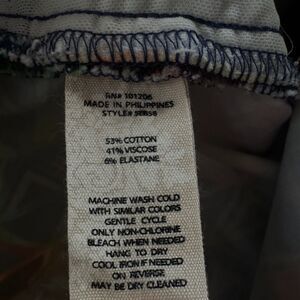 RN# 101206
MADE IN PHILIPPINES
53% COTTON
41% VISCOSE
6% ELASTANE
MACHINE WASH COLD
WITH SIMILAR COLORS
GENTLE CYCLE
ONLY NON-CHLORINE
BLEACH WHEN NEEDED
HANG TO DRY
COOL IRON IF NEEDED
ON REVERSE
MAY BE DRY CLEANED